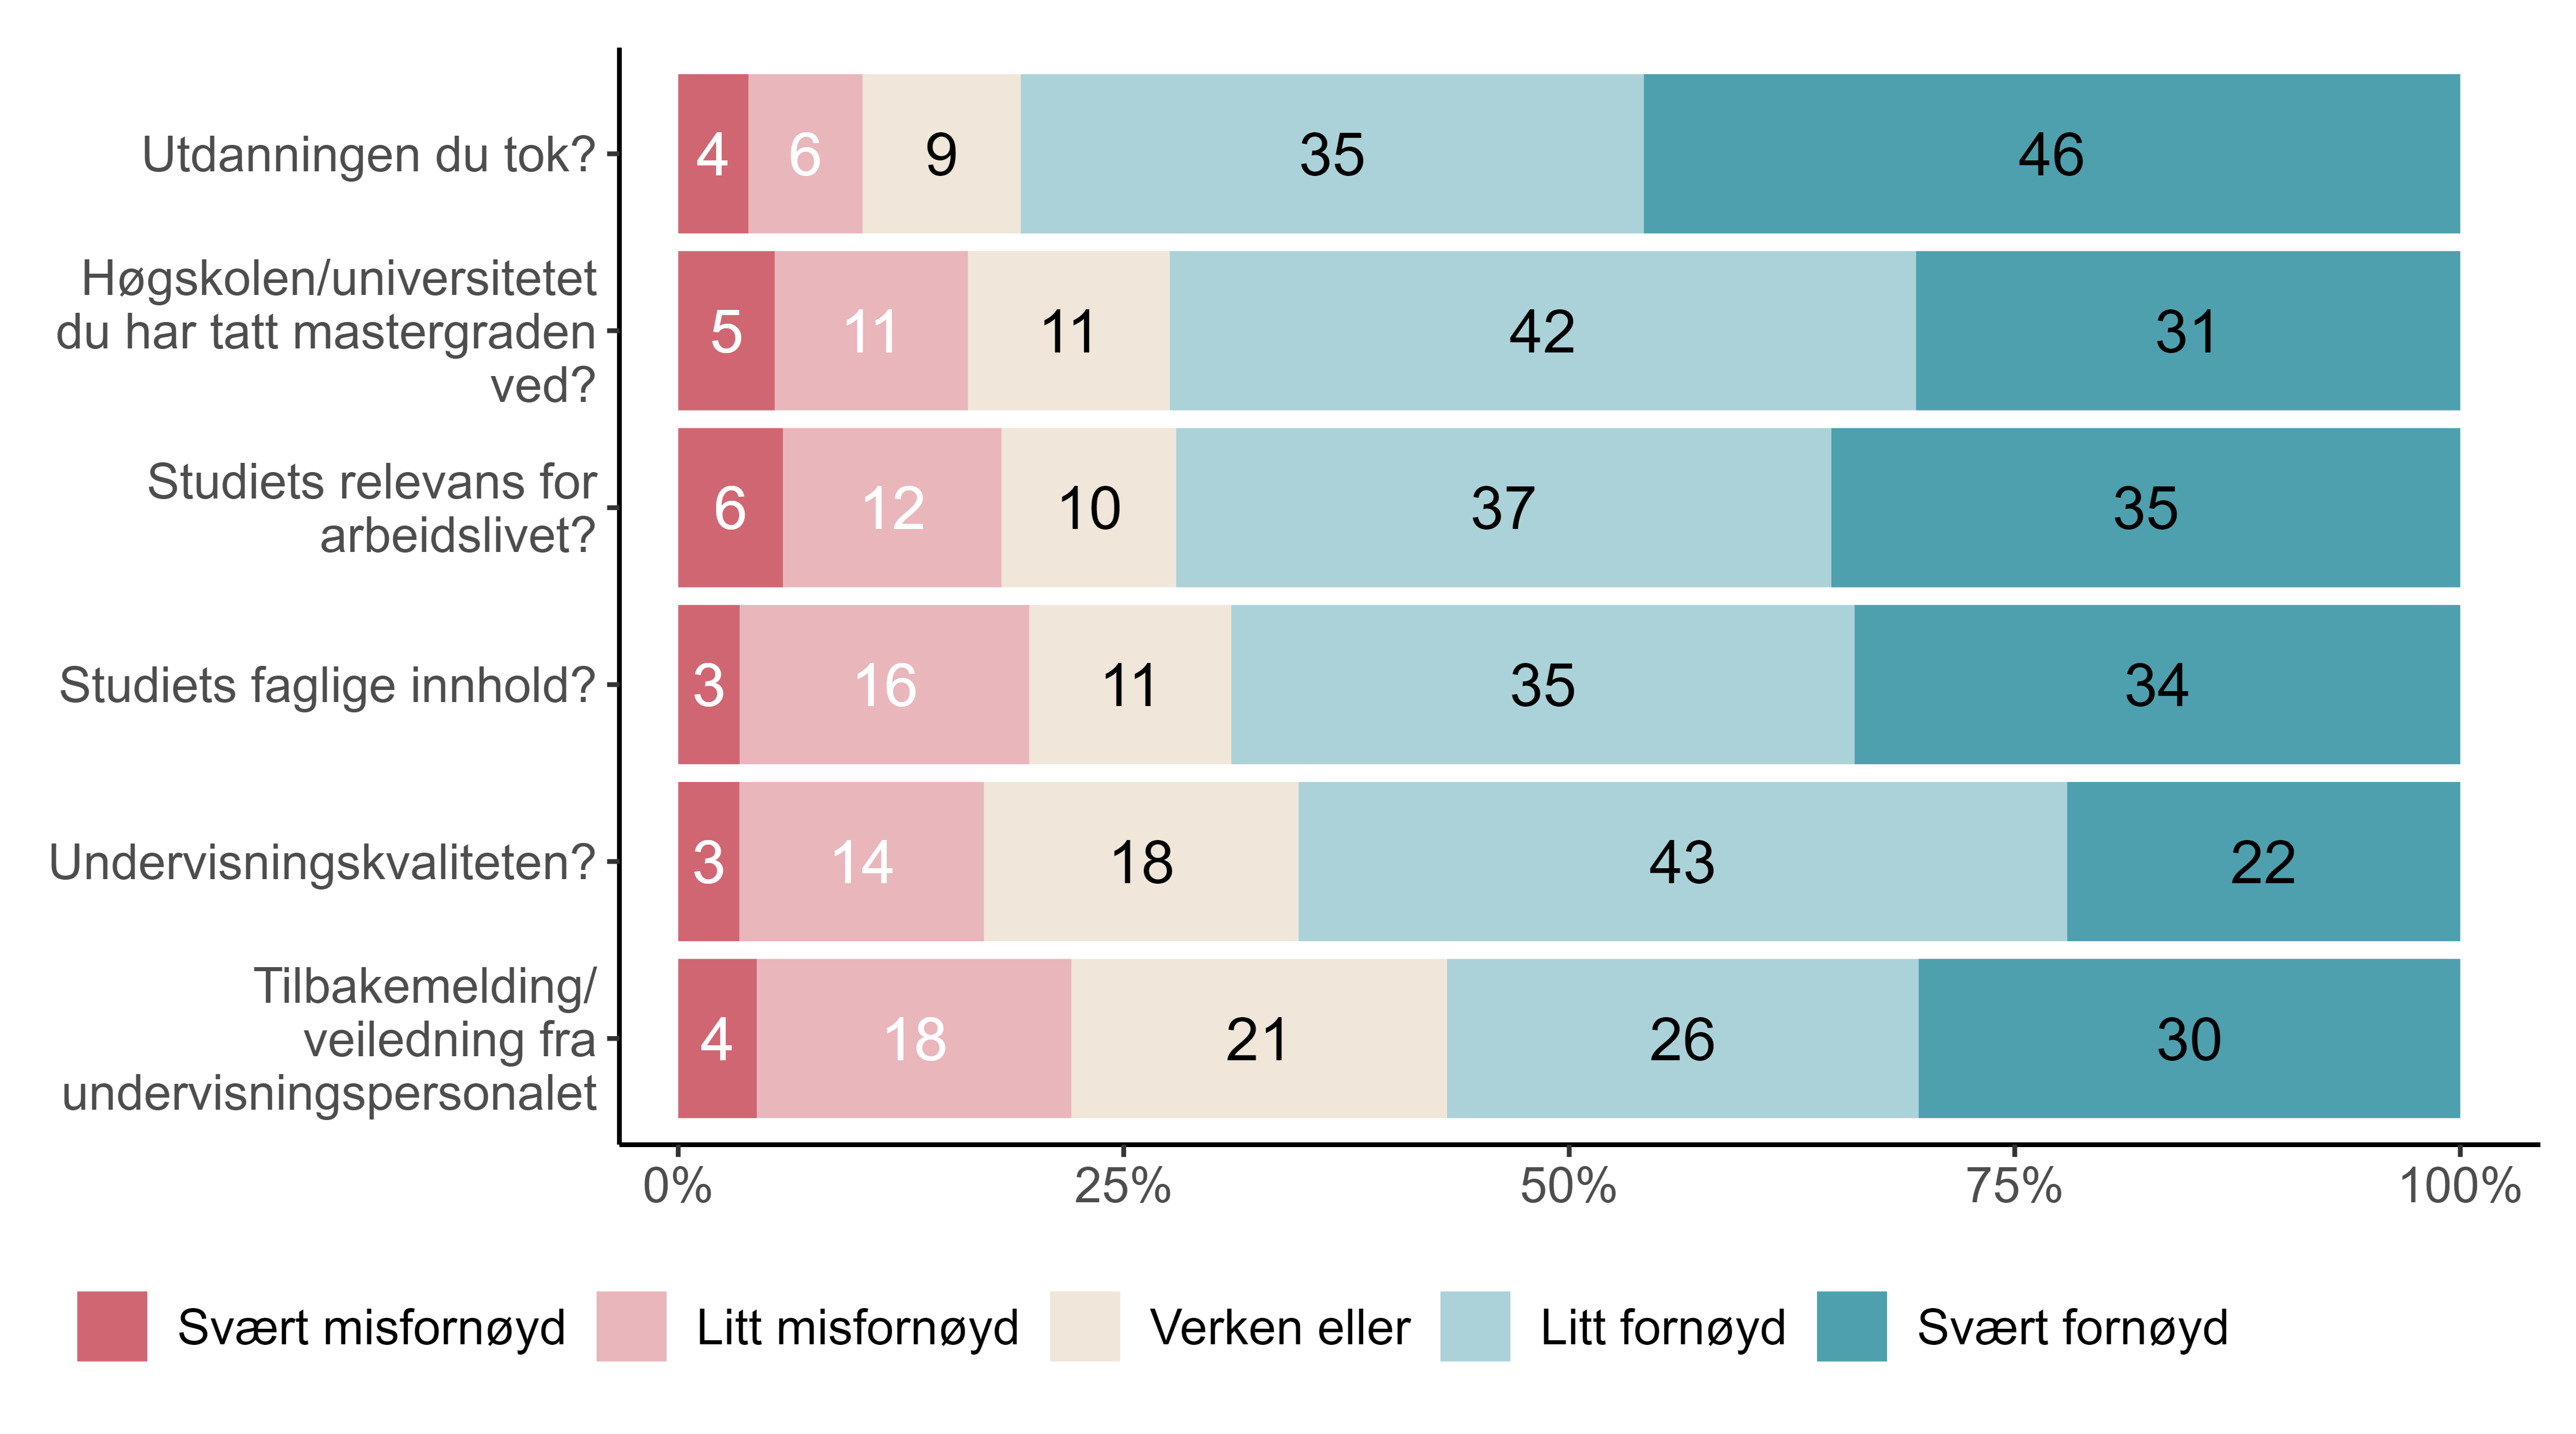 Utdanningen du tok?
4 6 9 35 46
Høgskolen/universitetet
du har tatt mastergraden
ved?
5 11 11 42 31
Studiets relevans for
arbeidslivet?
6 12 10 37 35
Studiets faglige innhold?
3 16 11 35 34
Undervisningskvaliteten?
3 14 18 43 22
Tilbakemelding/
veiledning fra
undervisningspersonalet
4 18 21 26 30
0% 25% 50% 75% 100%
Svært misfornøyd Litt misfornøyd Verken eller Litt fornøyd Svært fornøyd